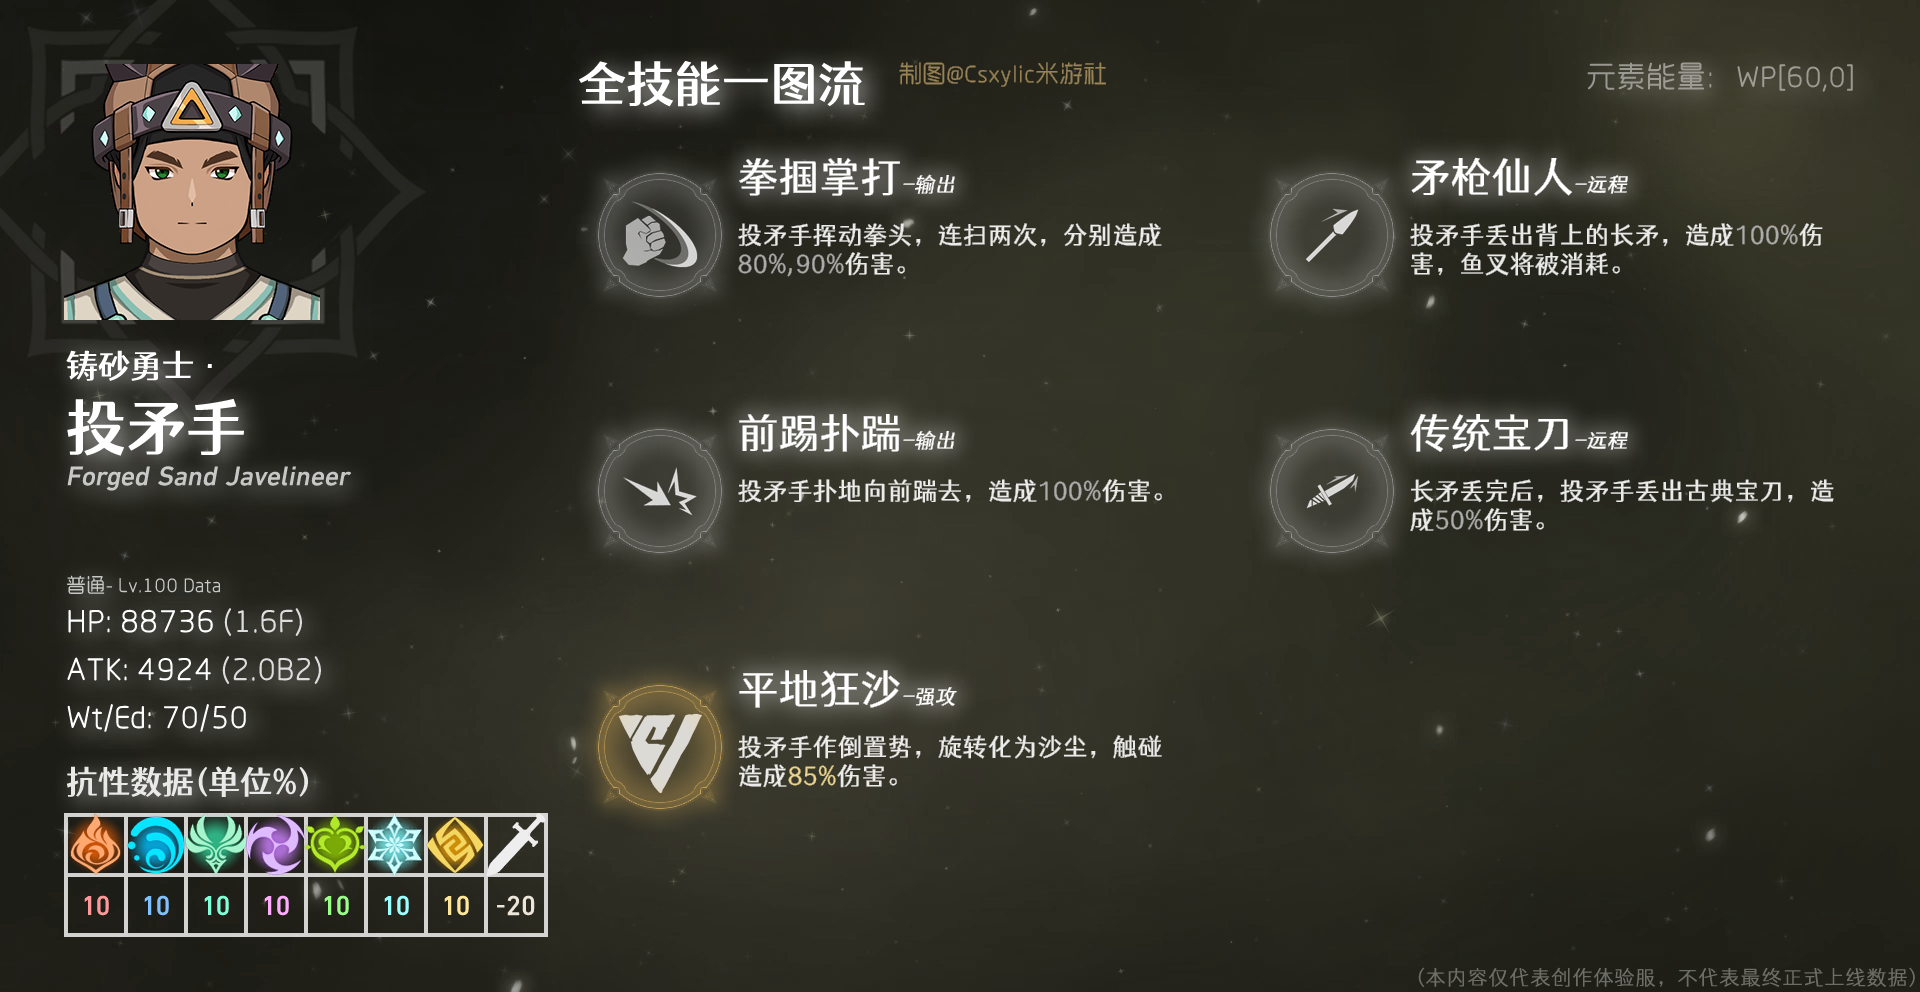 全技能一图流
制图@Csxylic米游社
元素能量: WP[60,0]
铸砂勇士 ·
投矛手
Forged Sand Javelineer
普通- Lv.100 Data
HP: 88736 (1.6F)
ATK: 4924 (2.0B2)
Wt/Ed: 70/50
抗性数据(单位%)
10 10 10 10 10 10 10 -20
拳掴掌打-输出
投矛手挥动拳头，连扫两次，分别造成
80%,90%伤害。
矛枪仙人-远程
投矛手丢出背上的长矛，造成100%伤
害，鱼叉将被消耗。
前踢扑踹-输出
投矛手扑地向前踹去，造成100%伤害。
传统宝刀-远程
长矛丢完后，投矛手丢出古典宝刀，造
成50%伤害。
平地狂沙-强攻
投矛手作倒置势，旋转化为沙尘，触碰
造成85%伤害。
(本内容仅代表创作体验服，不代表最终正式上线数据)